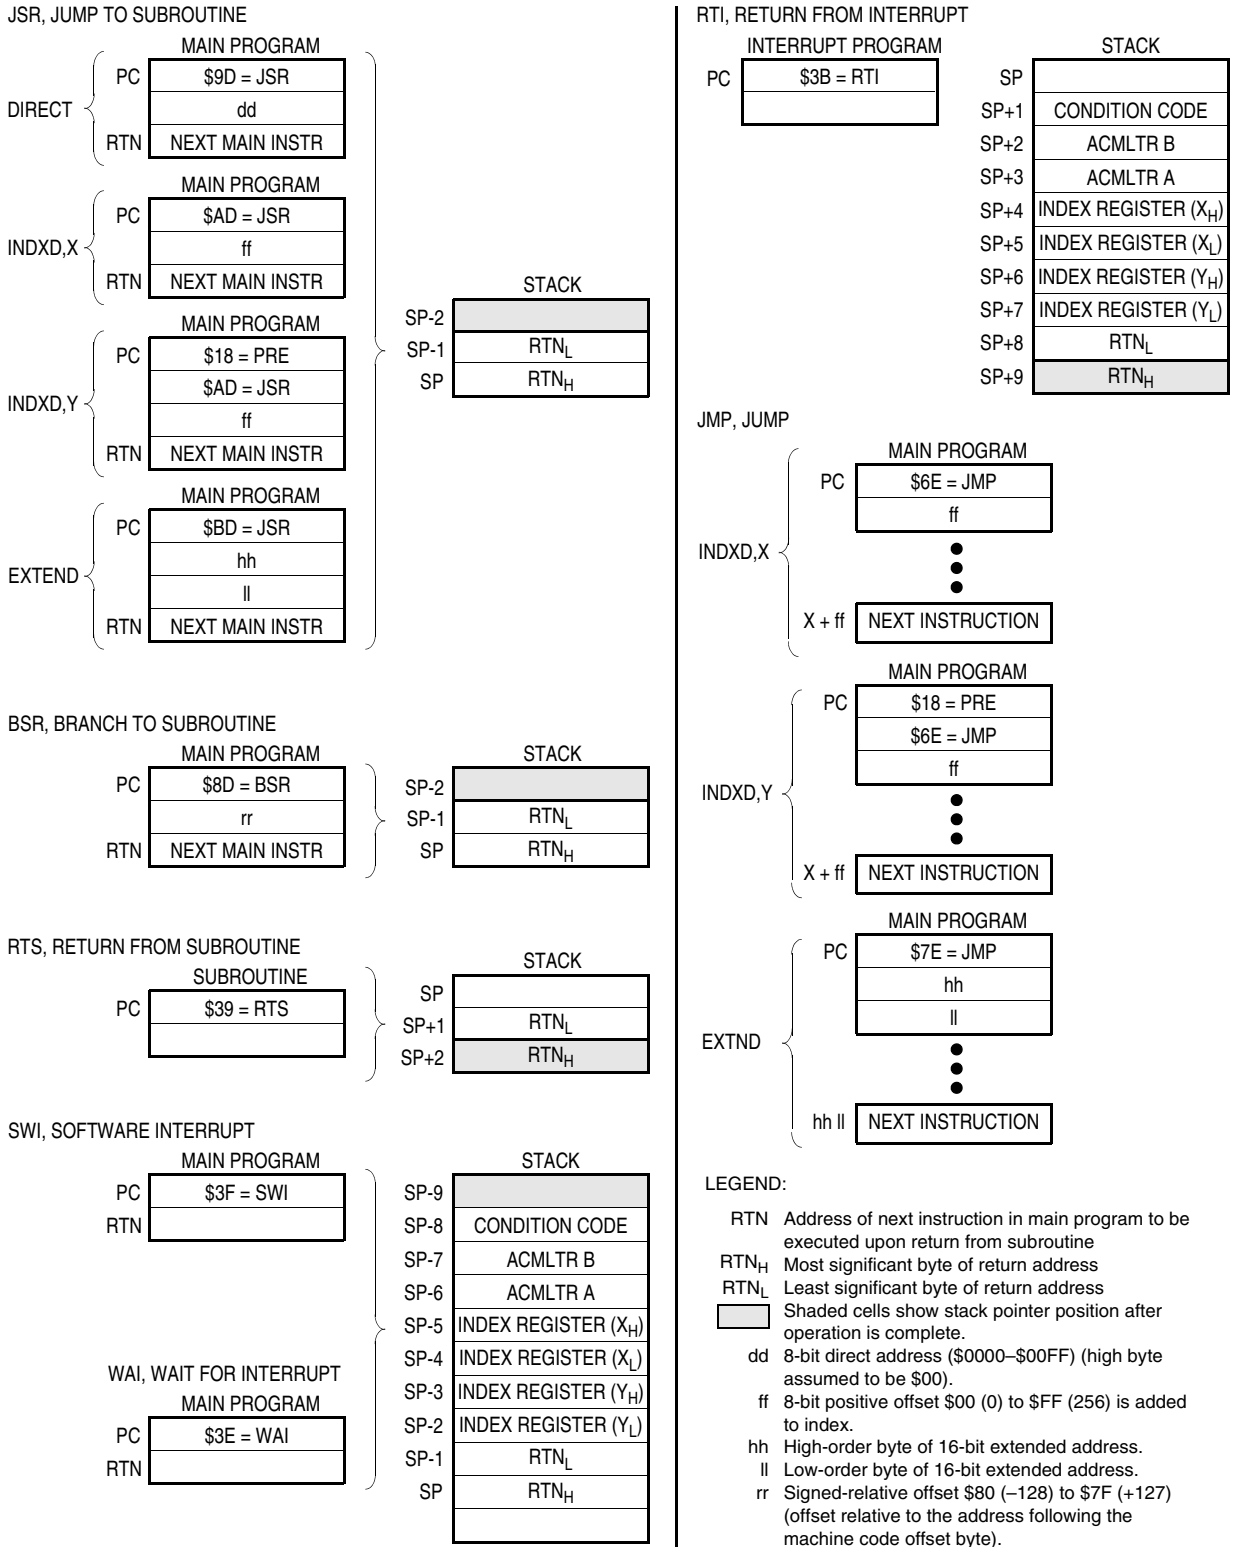 JSR, JUMP TO SUBROUTINE
MAIN PROGRAM
DIRECT
PC $9D = JSR
dd
RTN NEXT MAIN INSTR
MAIN PROGRAM
INDXD,X
PC $AD = JSR
ff
RTN NEXT MAIN INSTR
MAIN PROGRAM
INDXD,Y
PC $18 = PRE
$AD = JSR
ff
RTN NEXT MAIN INSTR
MAIN PROGRAM
EXTEND
PC $BD = JSR
hh
ll
RTN NEXT MAIN INSTR
STACK
SP-2
SP-1 RTNL
SP RTNH
BSR, BRANCH TO SUBROUTINE
MAIN PROGRAM
PC $8D = BSR
rr
RTN NEXT MAIN INSTR
STACK
SP-2
SP-1 RTNL
SP RTNH
RTS, RETURN FROM SUBROUTINE
SUBROUTINE
PC $39 = RTS
STACK
SP
SP+1 RTNL
SP+2 RTNH
SWI, SOFTWARE INTERRUPT
MAIN PROGRAM
PC $3F = SWI
RTN
WAI, WAIT FOR INTERRUPT
MAIN PROGRAM
PC $3E = WAI
RTN
STACK
SP-9
SP-8 CONDITION CODE
SP-7 ACMLTR B
SP-6 ACMLTR A
SP-5 INDEX REGISTER (XH)
SP-4 INDEX REGISTER (XL)
SP-3 INDEX REGISTER (YH)
SP-2 INDEX REGISTER (YL)
SP-1 RTNL
SP RTNH
RTI, RETURN FROM INTERRUPT
INTERRUPT PROGRAM
PC $3B = RTI
STACK
SP
SP+1 CONDITION CODE
SP+2 ACMLTR B
SP+3 ACMLTR A
SP+4 INDEX REGISTER (XH)
SP+5 INDEX REGISTER (XL)
SP+6 INDEX REGISTER (YH)
SP+7 INDEX REGISTER (YL)
SP+8 RTNL
SP+9 RTNH
JMP, JUMP
MAIN PROGRAM
INDXD,X
PC $6E = JMP
ff
X + ff NEXT INSTRUCTION
MAIN PROGRAM
INDXD,Y
PC $18 = PRE
$6E = JMP
ff
X + ff NEXT INSTRUCTION
MAIN PROGRAM
EXTND
PC $7E = JMP
hh
ll
hh ll NEXT INSTRUCTION
LEGEND:
RTN Address of next instruction in main program to be
executed upon return from subroutine
RTNH Most significant byte of return address
RTNL Least significant byte of return address
Shaded cells show stack pointer position after
operation is complete.
dd 8-bit direct address ($0000–$00FF) (high byte
assumed to be $00).
ff 8-bit positive offset $00 (0) to $FF (256) is added
to index.
hh High-order byte of 16-bit extended address.
ll Low-order byte of 16-bit extended address.
rr Signed-relative offset $80 (–128) to $7F (+127)
(offset relative to the address following the
machine code offset byte).